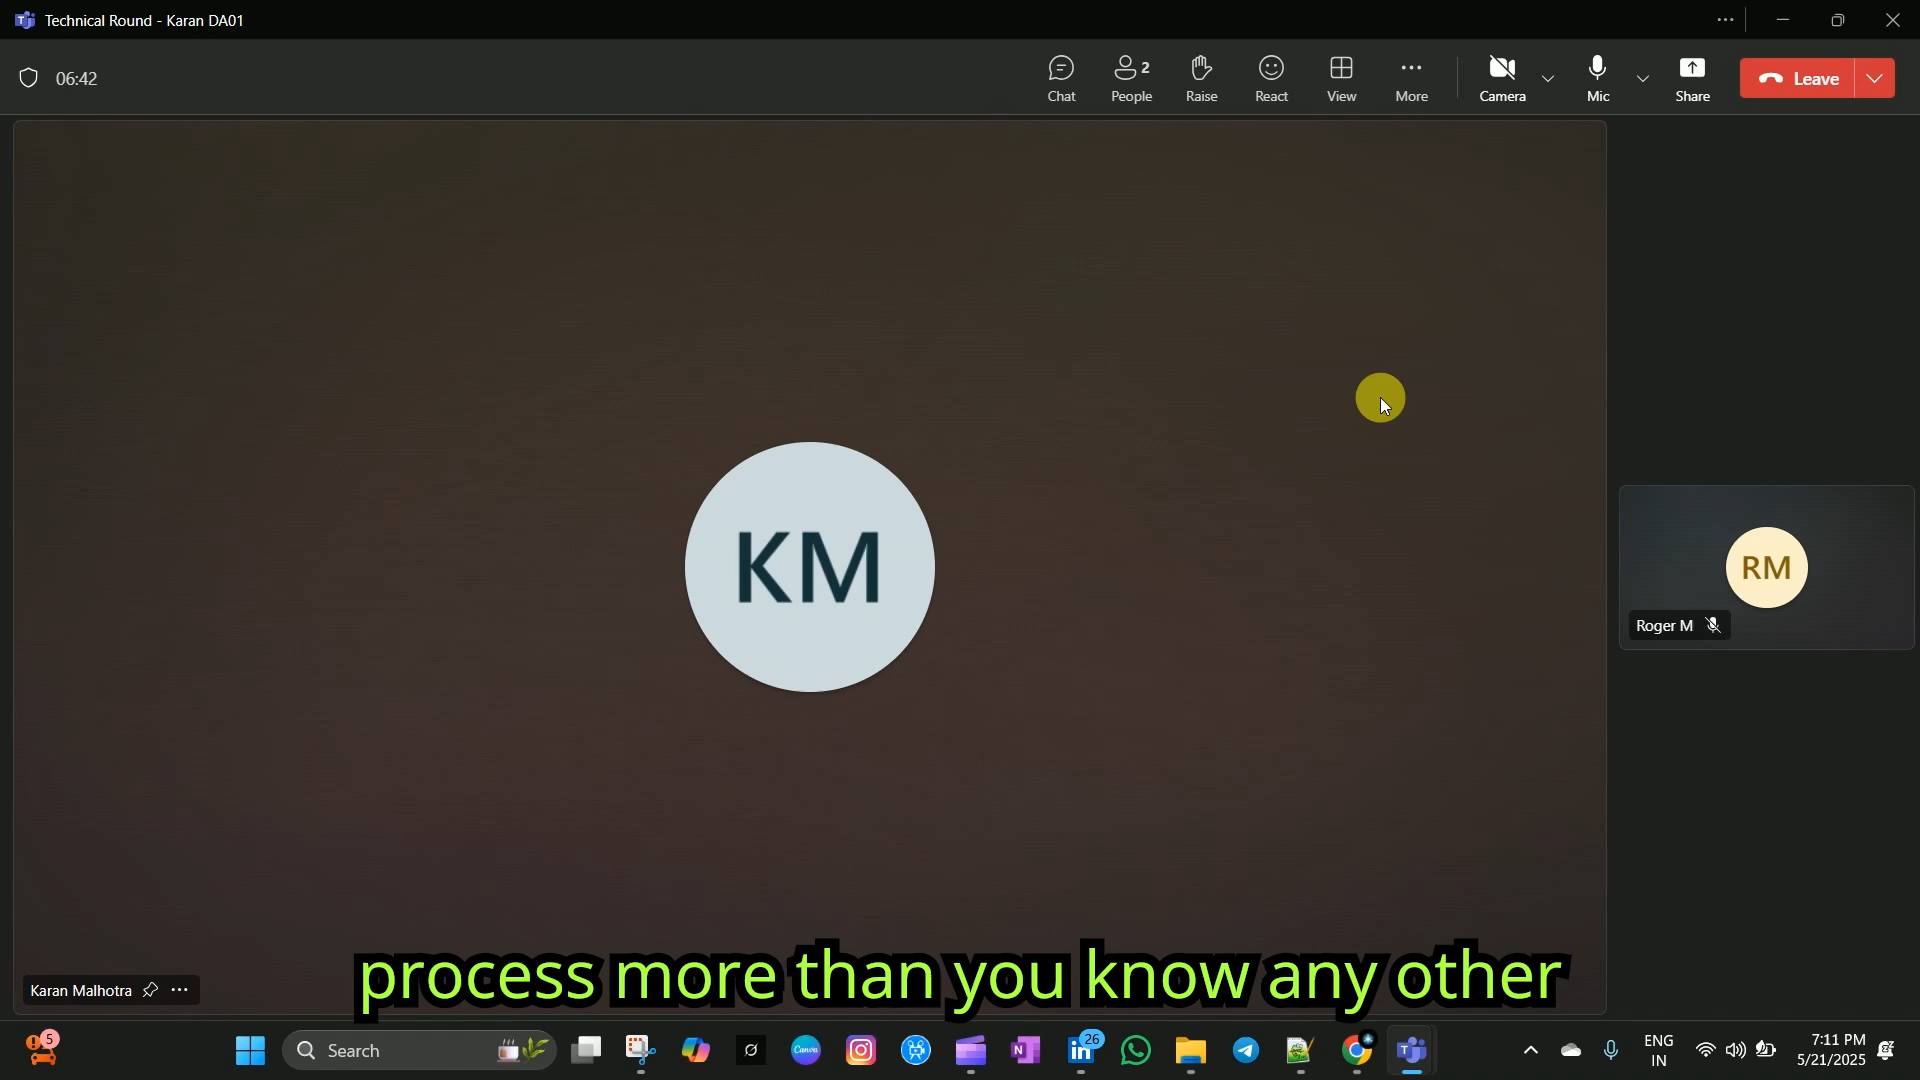 Technical Round - Karan DA01
06:42
Chat
People
2
Raise
React
View
More
Camera
Mic
Share
Leave
KM
RM
Roger M
Karan Malhotra
process more than you know any other
5
Search
Canva
N
26
in
T
ENG
IN
7:11 PM
5/21/2025